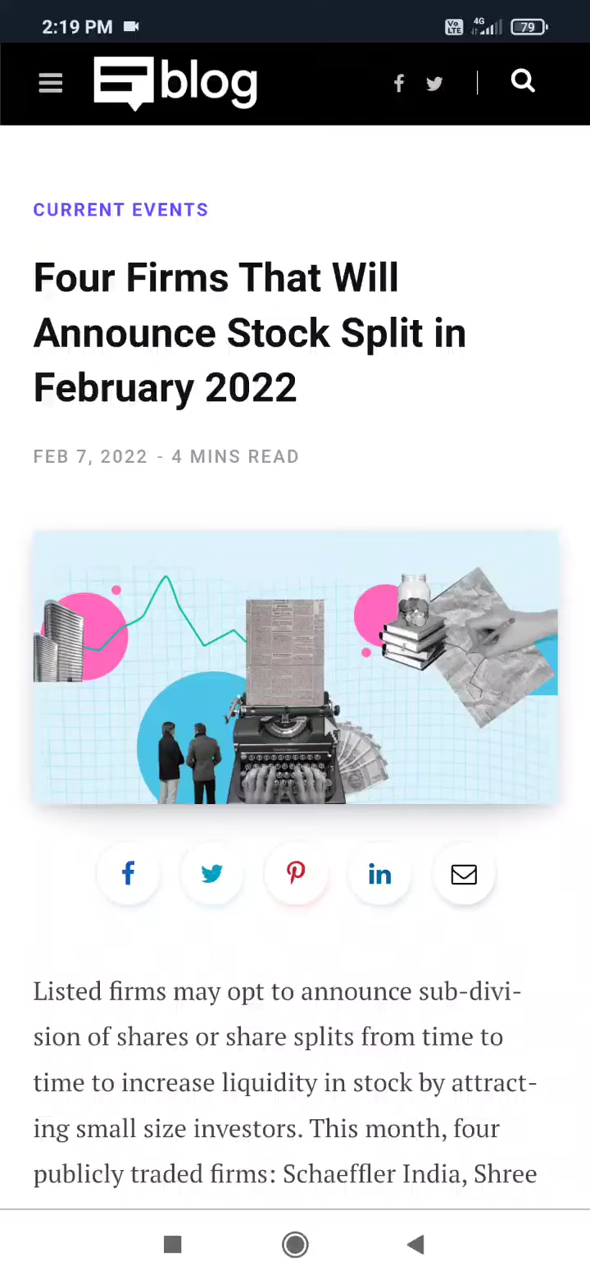 2:19 PM
Vo LTE 4G 79
blog
CURRENT EVENTS
Four Firms That Will
Announce Stock Split in
February 2022
FEB 7, 2022 - 4 MINS READ
Listed firms may opt to announce sub-divi-
sion of shares or share splits from time to
time to increase liquidity in stock by attract-
ing small size investors. This month, four
publicly traded firms: Schaeffler India, Shree